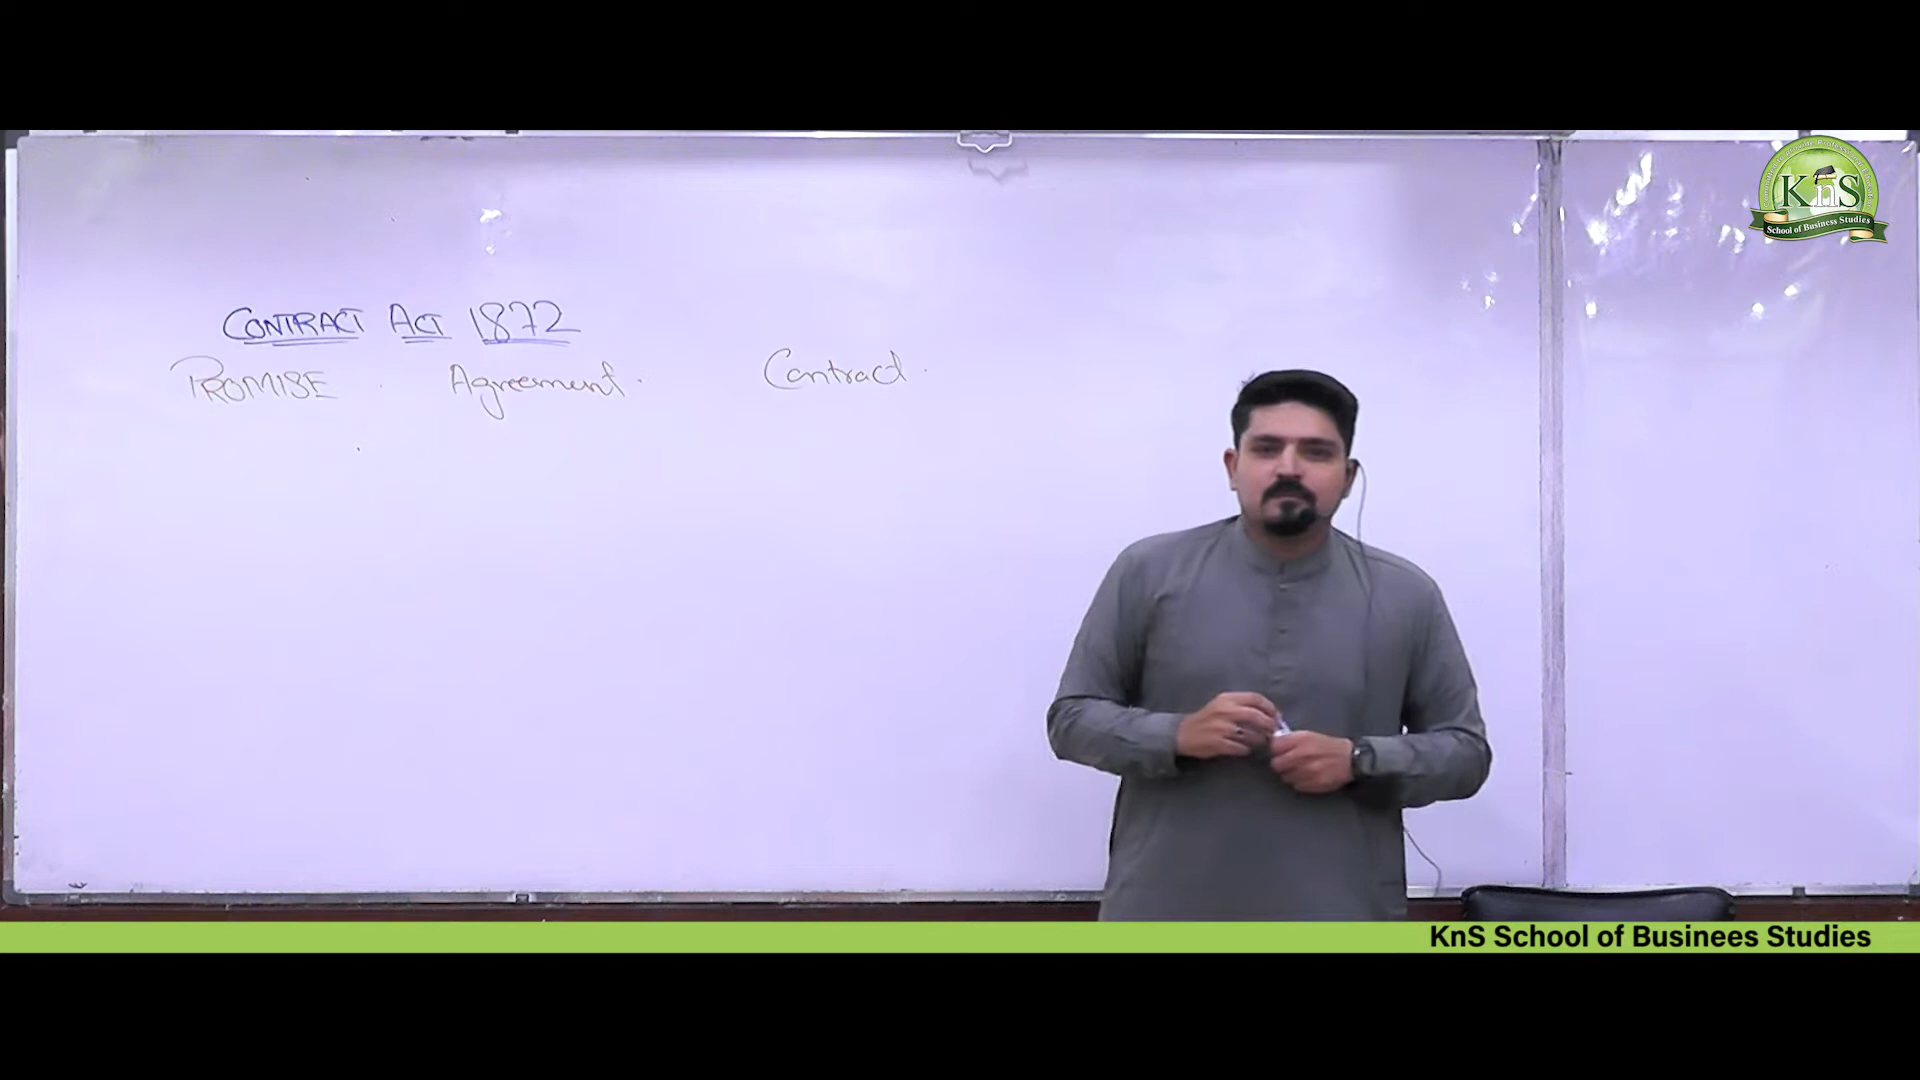 KnS
School of Business Studies
CONTRACT ACT 1872
PROMISE Agreement. Contract.
KnS School of Businees Studies